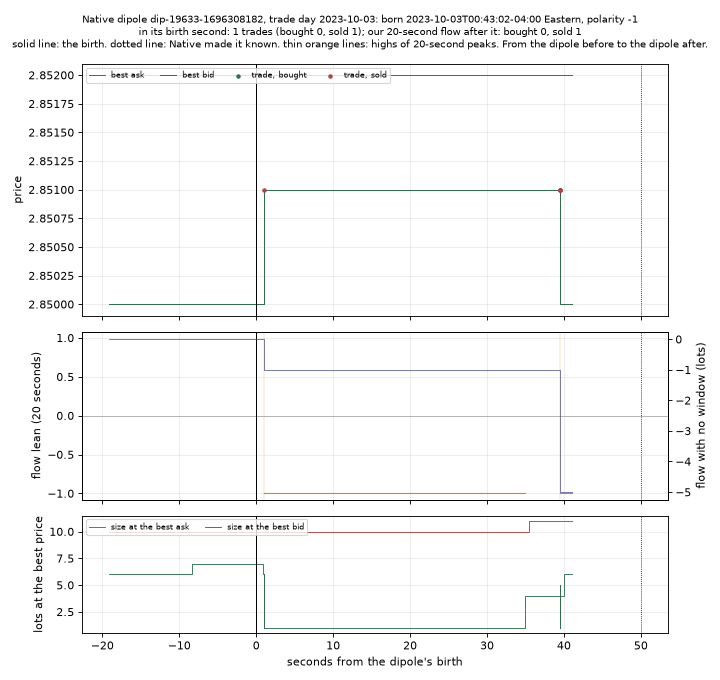 Native dipole dip-19633-1696308182, trade day 2023-10-03: born 2023-10-03T00:43:02-04:00 Eastern, polarity -1
in its birth second: 1 trades (bought 0, sold 1); our 20-second flow after it: bought 0, sold 1
solid line: the birth. dotted line: Native made it known. thin orange lines: highs of 20-second peaks. From the dipole before to the dipole after.
best ask best bid trade, bought trade, sold
2.85200
2.85175
2.85150
2.85125
2.85100
2.85075
2.85050
2.85025
2.85000
price
1.0
0.5
0.0
−0.5
−1.0
flow lean (20 seconds)
0
−1
−2
−3
−4
−5
flow with no window (lots)
size at the best ask size at the best bid
10.0
7.5
5.0
2.5
lots at the best price
−20 −10 0 10 20 30 40 50
seconds from the dipole's birth